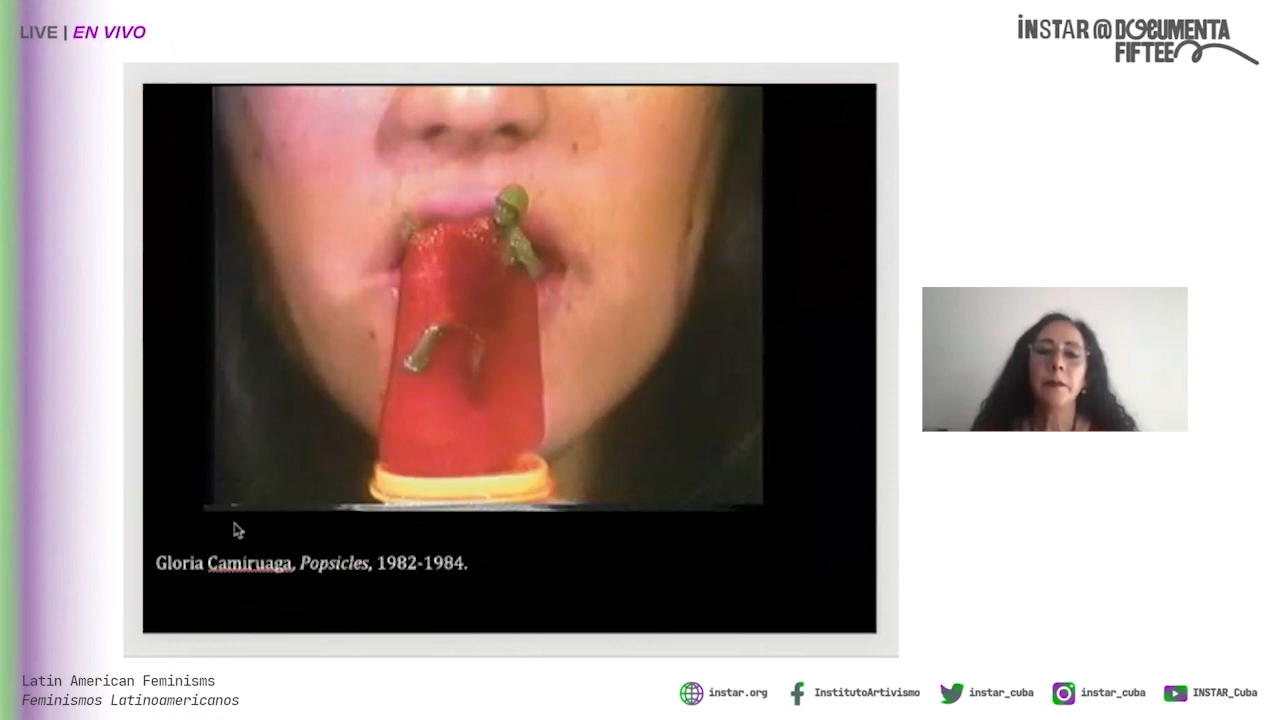 LIVE | EN VIVO
INSTAR @ DOCUMENTA
FIFTEEN
Gloria Camiruaga, Popsicles, 1982-1984.
Latin American Feminisms
Feminismos Latinoamericanos
instar.org
InstitutoArtivismo
instar_cuba
instar_cuba
INSTAR_Cuba